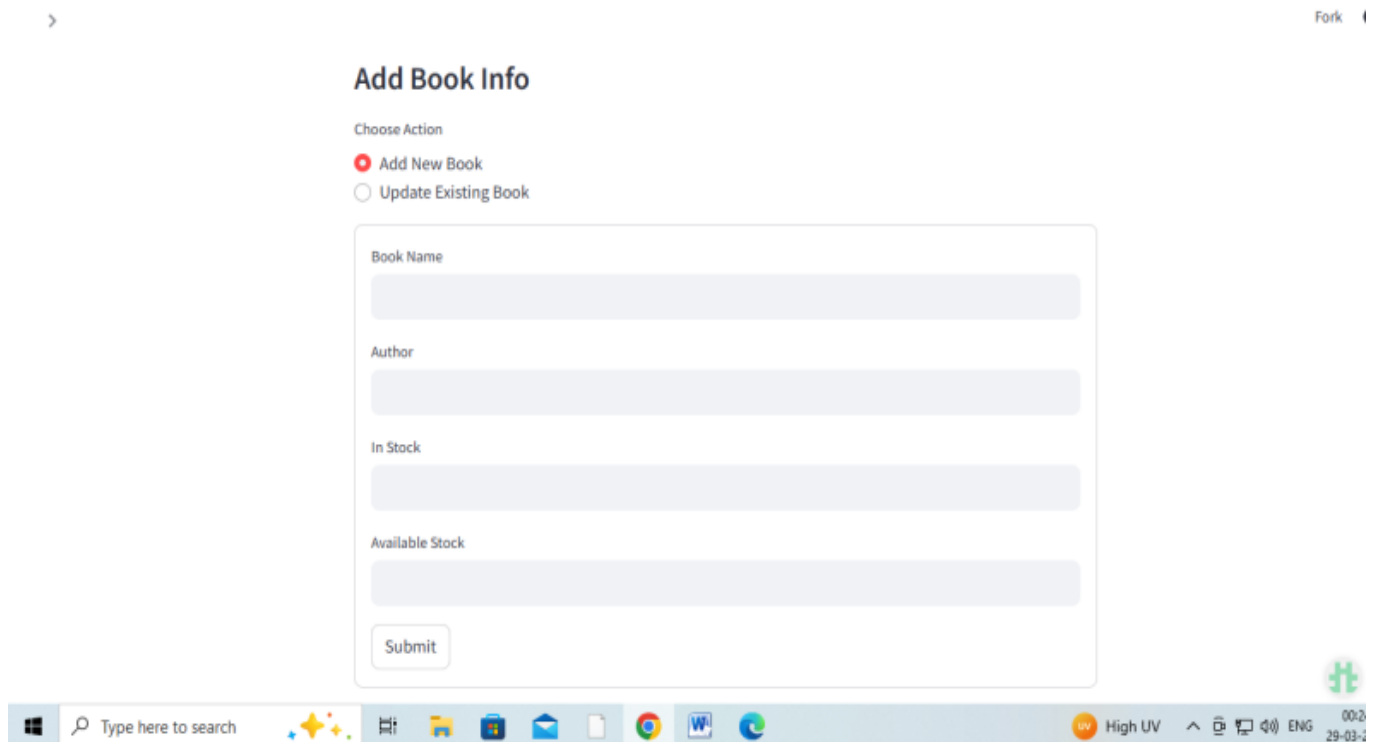 Fork
Add Book Info
Choose Action
Add New Book
Update Existing Book
Book Name
Author
In Stock
Available Stock
Submit
Type here to search
UV
High UV
ENG